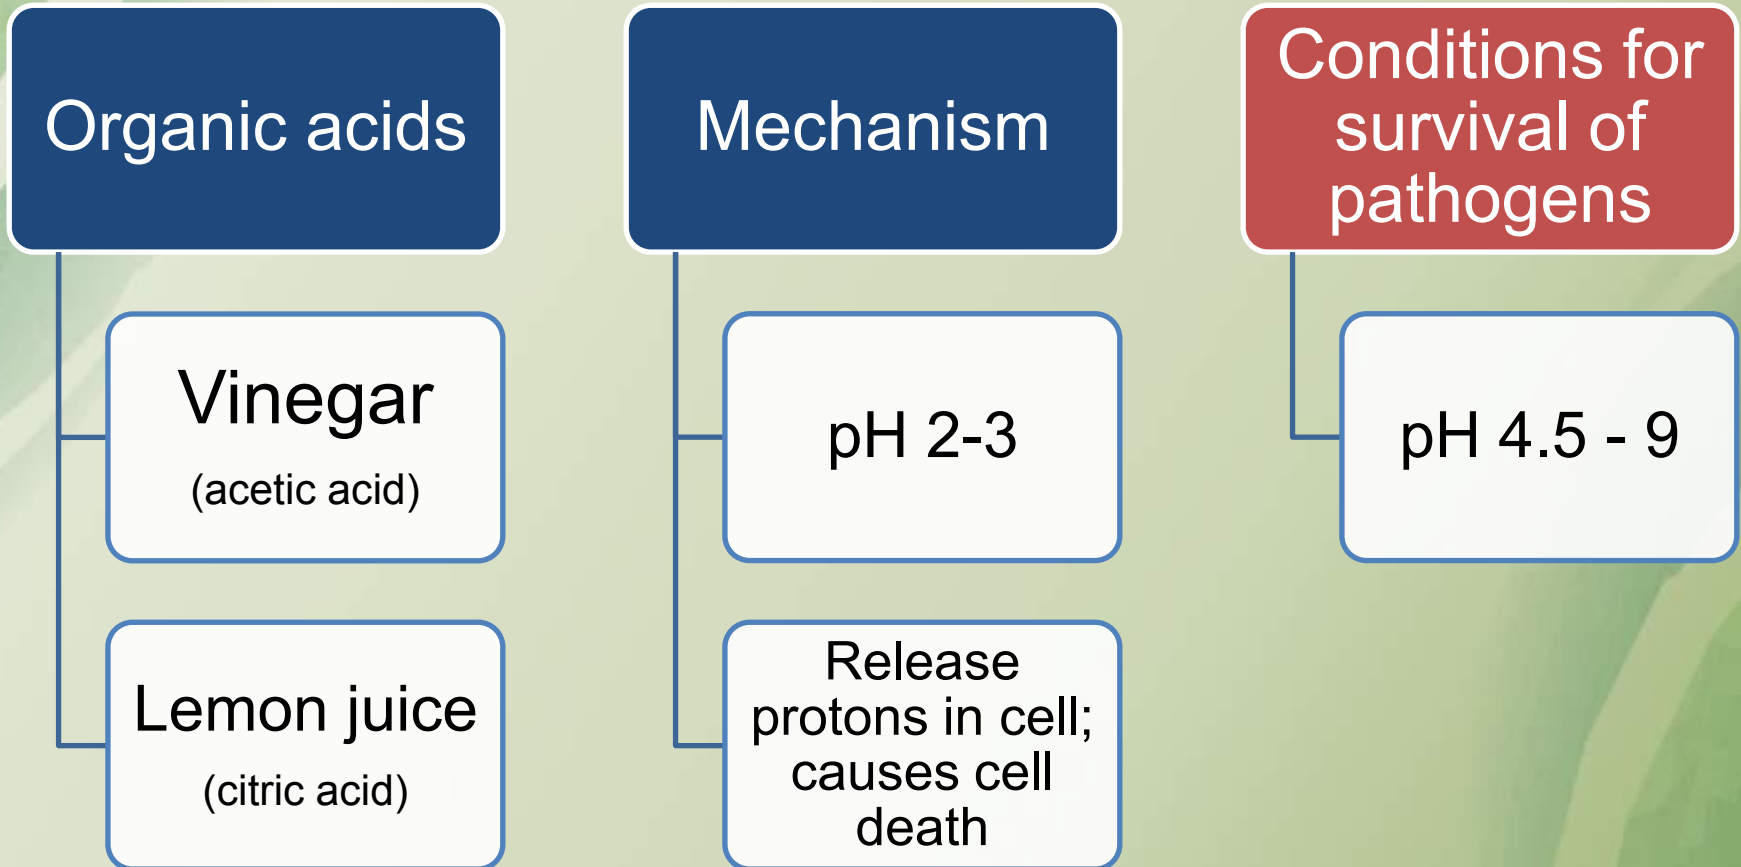 Organic acids
Vinegar
(acetic acid)
Lemon juice
(citric acid)
Mechanism
pH 2-3
Release
protons in cell;
causes cell
death
Conditions for
survival of
pathogens
pH 4.5 - 9